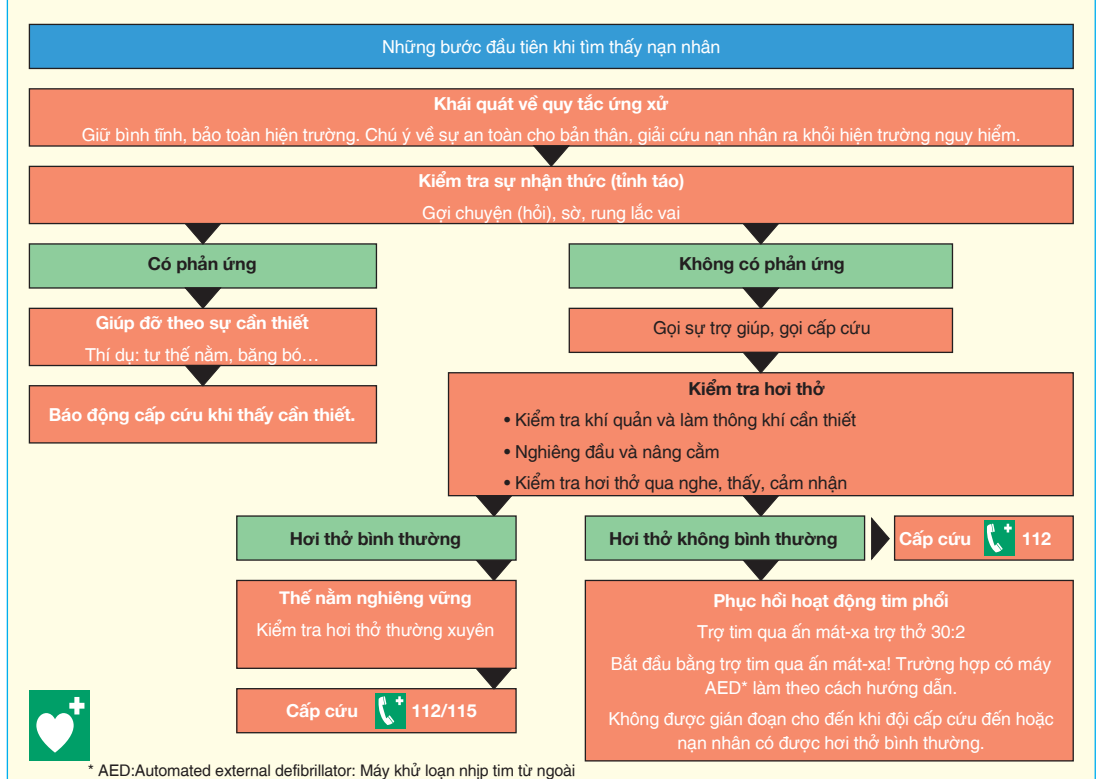 Những bước đầu tiên khi tìm thấy nạn nhân
Khái quát về quy tắc ứng xử
Giữ bình tĩnh, bảo toàn hiện trường. Chú ý về sự an toàn cho bản thân, giải cứu nạn nhân ra khỏi hiện trường nguy hiểm.
Kiểm tra sự nhận thức (tỉnh táo)
Gợi chuyện (hỏi), sờ, rung lắc vai
Có phản ứng
Giúp đỡ theo sự cần thiết
Thí dụ: tư thế nằm, băng bó…
Báo động cấp cứu khi thấy cần thiết.
Không có phản ứng
Gọi sự trợ giúp, gọi cấp cứu
Kiểm tra hơi thở
• Kiểm tra khí quản và làm thông khí cần thiết
• Nghiêng đầu và nâng cằm
• Kiểm tra hơi thở qua nghe, thấy, cảm nhận
Hơi thở bình thường
Thế nằm nghiêng vững
Kiểm tra hơi thở thường xuyên
Cấp cứu 112/115
Hơi thở không bình thường
Cấp cứu 112
Phục hồi hoạt động tim phổi
Trợ tim qua ấn mát-xa trợ thở 30:2
Bắt đầu bằng trợ tim qua ấn mát-xa! Trường hợp có máy
AED* làm theo cách hướng dẫn.
Không được gián đoạn cho đến khi đội cấp cứu đến hoặc
nạn nhân có được hơi thở bình thường.
* AED:Automated external defibrillator: Máy khử loạn nhịp tim từ ngoài